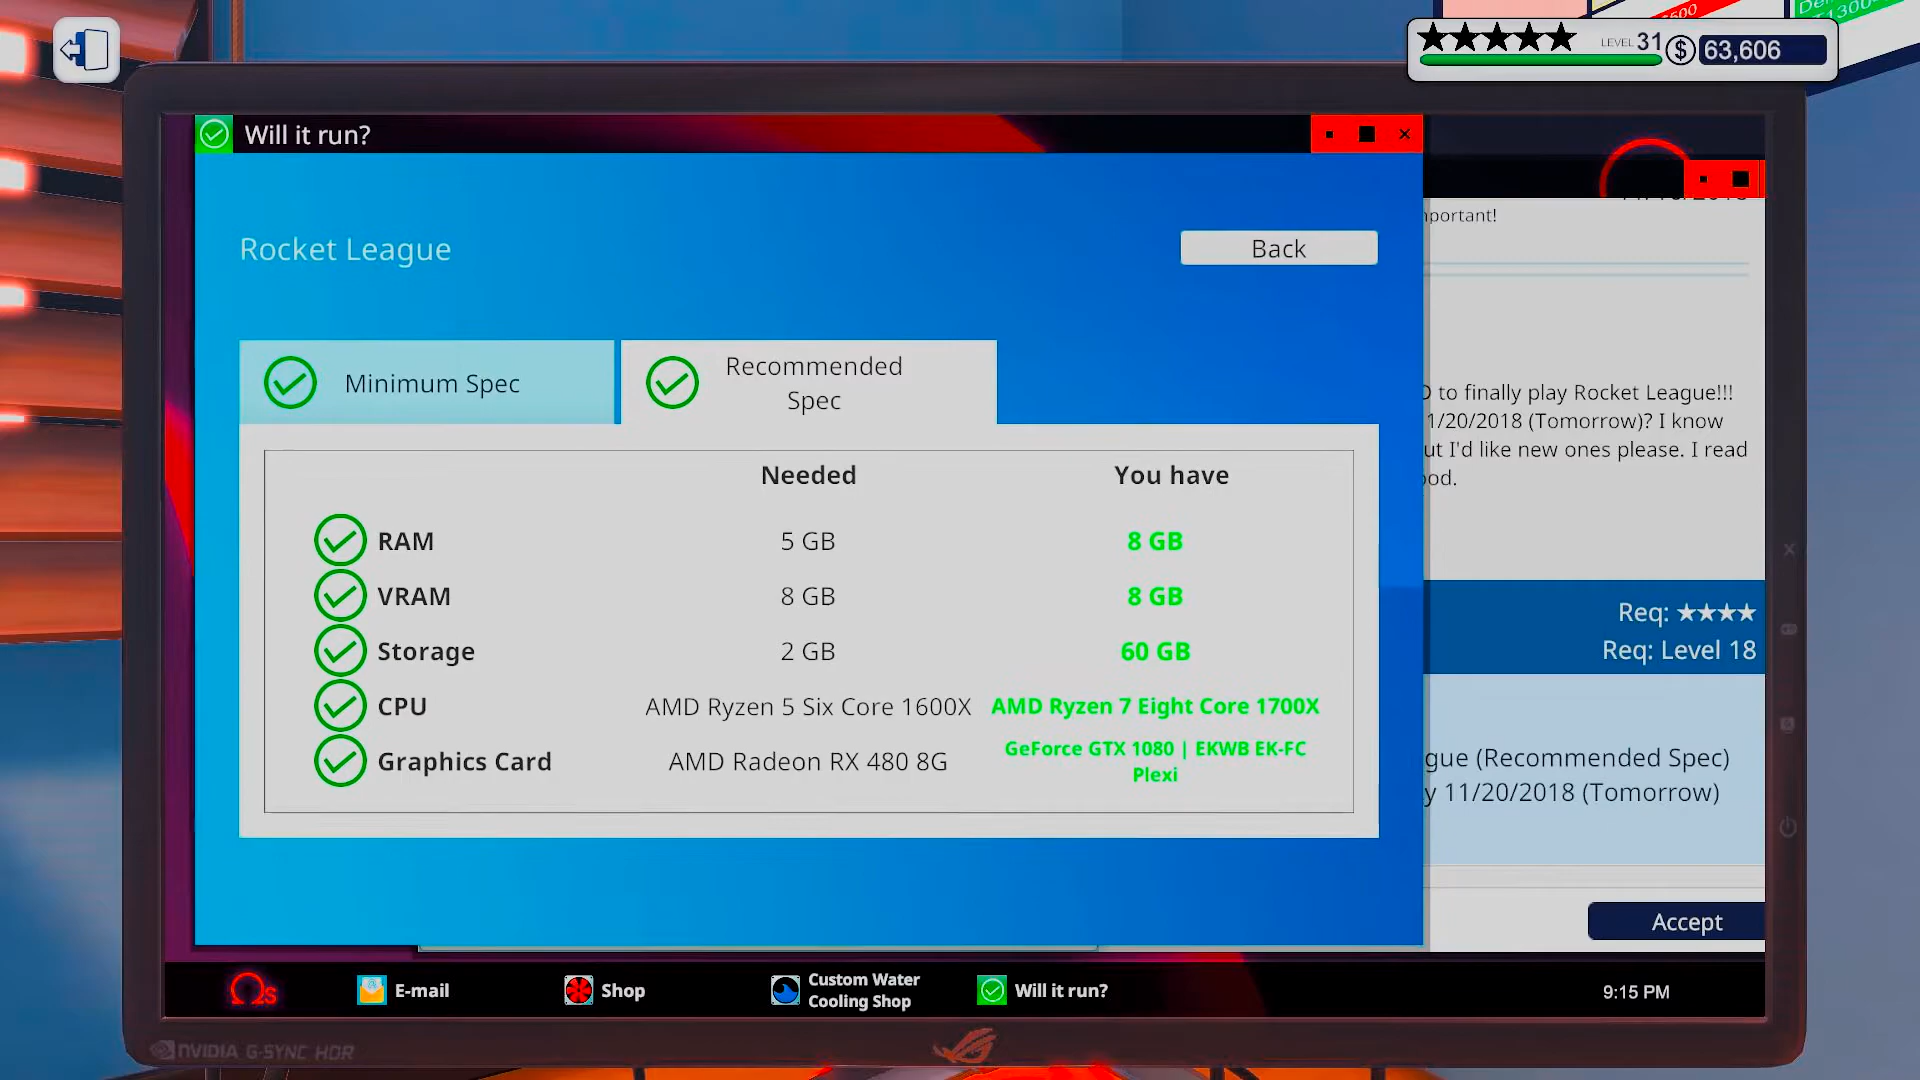 LEVEL 31
$ 63,606
Will it run?
Rocket League
Back
Minimum Spec
Recommended
Spec
Needed
You have
RAM
5 GB
8 GB
VRAM
8 GB
8 GB
Storage
2 GB
60 GB
CPU
AMD Ryzen 5 Six Core 1600X
AMD Ryzen 7 Eight Core 1700X
Graphics Card
AMD Radeon RX 480 8G
GeForce GTX 1080 | EKWB EK-FC
Plexi
mportant!
to finally play Rocket League!!!
1/20/2018 (Tomorrow)? I know
ut I'd like new ones please. I read
ood.
Req: ★★★★
Req: Level 18
gue (Recommended Spec)
y 11/20/2018 (Tomorrow)
Accept
Ωs
E-mail
Shop
Custom Water
Cooling Shop
Will it run?
9:15 PM
NVIDIA G-SYNC HDR